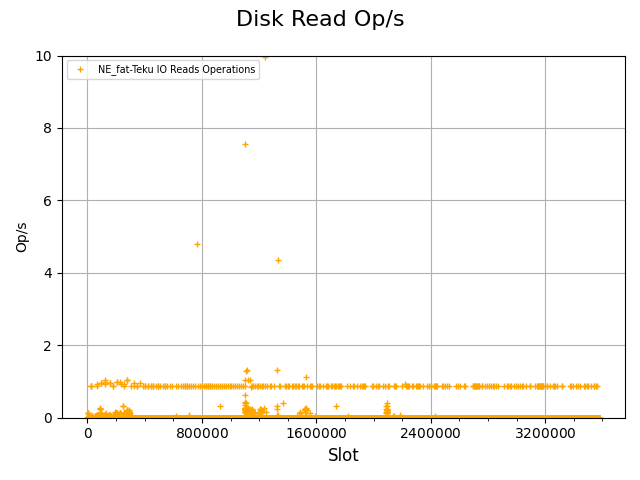 Disk Read Op/s
10
NE_fat-Teku IO Reads Operations
8
6
Op/s
4
2
0
0 800000 1600000 2400000 3200000
Slot